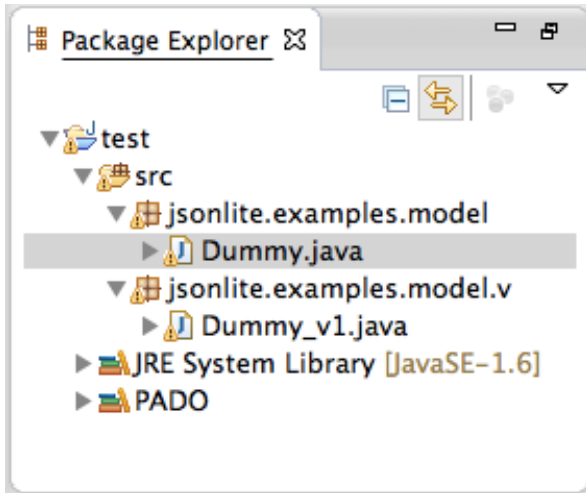 Package Explorer
test
src
jsonlite.examples.model
Dummy.java
jsonlite.examples.model.v
Dummy_v1.java
JRE System Library [JavaSE-1.6]
PADO